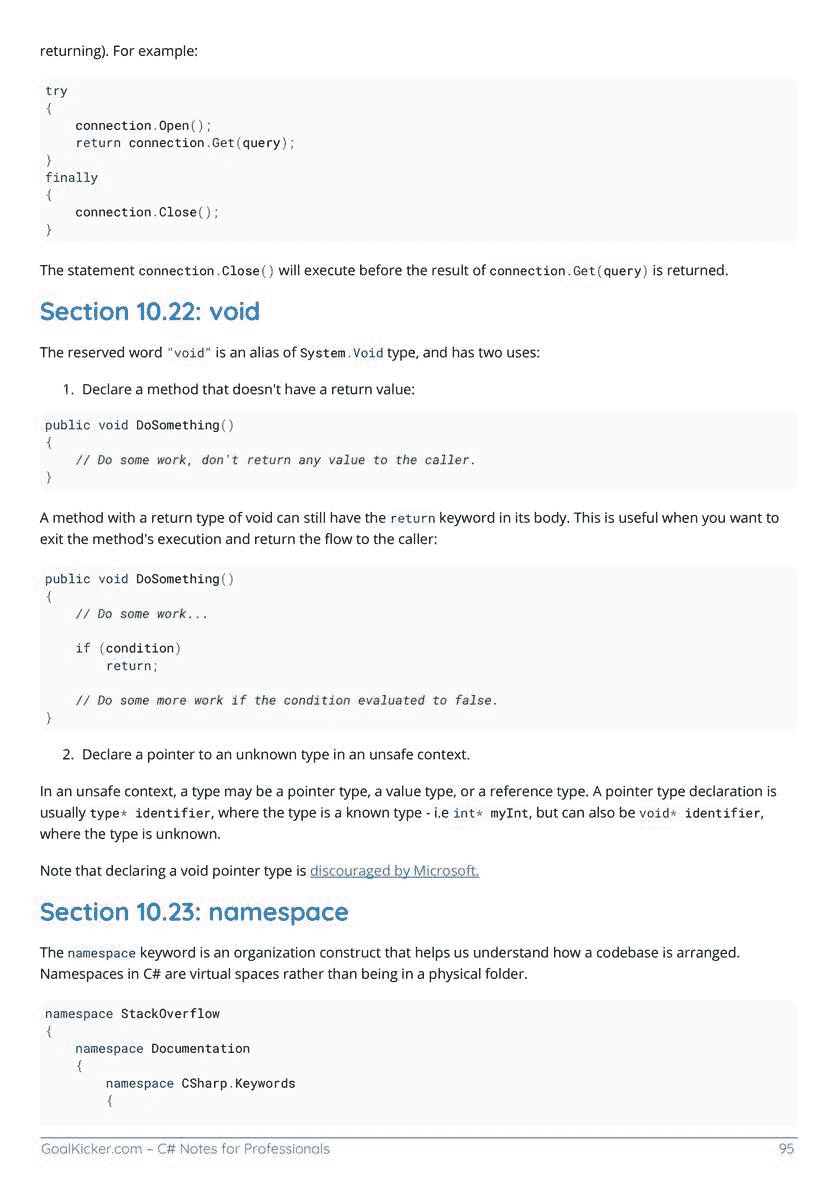 returning). For example:
try
{
    connection.Open();
    return connection.Get(query);
}
finally
{
    connection.Close();
}
The statement connection.Close() will execute before the result of connection.Get(query) is returned.
Section 10.22: void
The reserved word "void" is an alias of System.Void type, and has two uses:
1. Declare a method that doesn't have a return value:
public void DoSomething()
{
    // Do some work, don't return any value to the caller.
}
A method with a return type of void can still have the return keyword in its body. This is useful when you want to
exit the method's execution and return the flow to the caller:
public void DoSomething()
{
    // Do some work...
    if (condition)
        return;
    // Do some more work if the condition evaluated to false.
}
2. Declare a pointer to an unknown type in an unsafe context.
In an unsafe context, a type may be a pointer type, a value type, or a reference type. A pointer type declaration is
usually type* identifier, where the type is a known type - i.e int* myInt, but can also be void* identifier,
where the type is unknown.
Note that declaring a void pointer type is discouraged by Microsoft.
Section 10.23: namespace
The namespace keyword is an organization construct that helps us understand how a codebase is arranged.
Namespaces in C# are virtual spaces rather than being in a physical folder.
namespace StackOverflow
{
    namespace Documentation
    {
        namespace CSharp.Keywords
        {
GoalKicker.com – C# Notes for Professionals 95